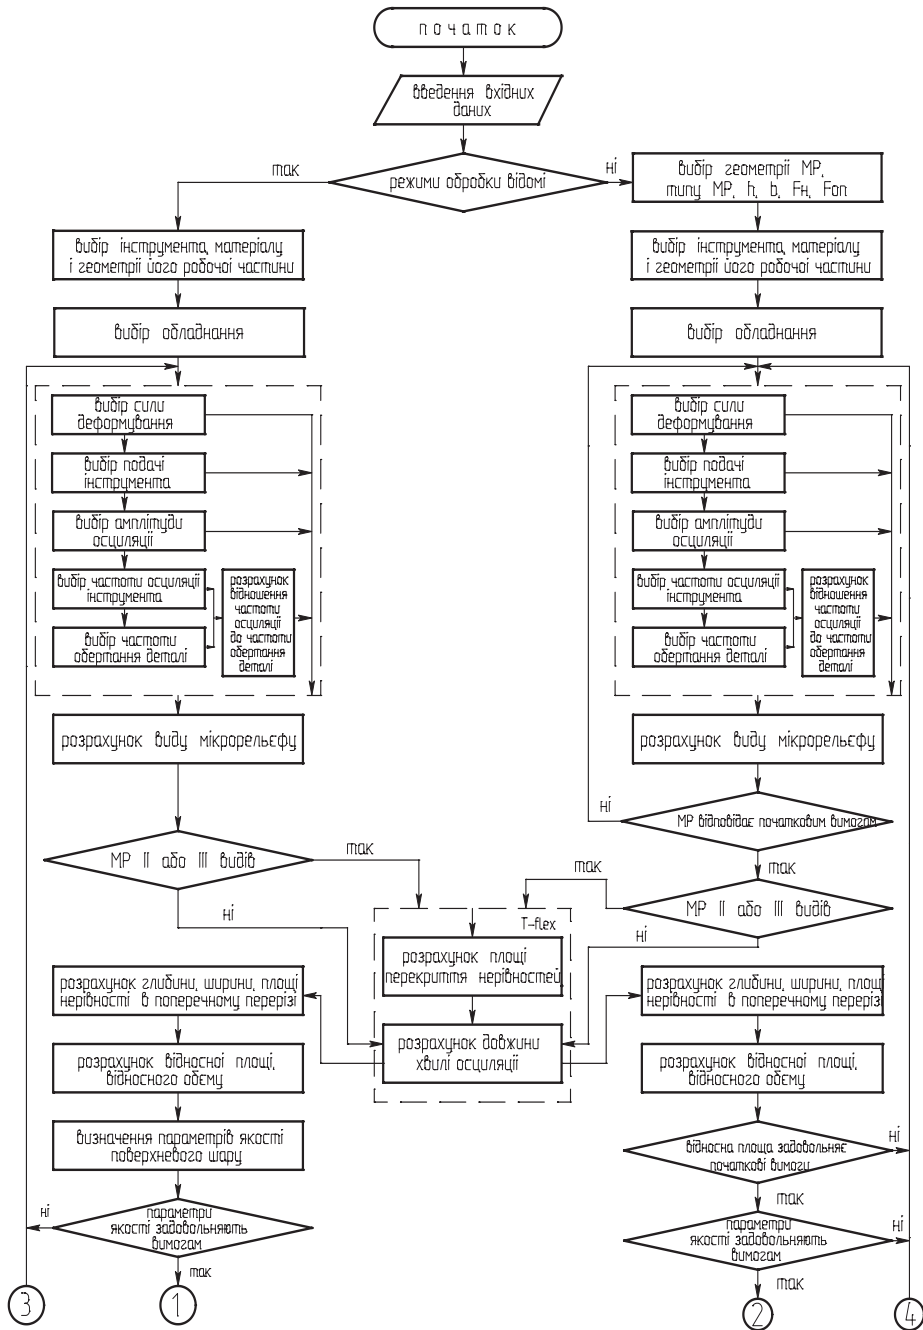 початок
введення вхідних
даних
режими обробки відомі
так
ні
вибір геометрії МР,
типу МР, h, b, Fн, Fоп
вибір інструмента, матеріалу
і геометрії його робочої частини
вибір обладнання
вибір сили
деформування
вибір подачі
інструмента
вибір амплітуди
осциляції
вибір частоти осциляції
інструмента
вибір частоти
обертання деталі
розрахунок
відношення
частоти
осциляції
до частоти
обертання
деталі
розрахунок виду мікрорельєфу
МР ІІ або ІІІ видів
так
ні
вибір інструмента, матеріалу
і геометрії його робочої частини
вибір обладнання
вибір сили
деформування
вибір подачі
інструмента
вибір амплітуди
осциляції
вибір частоти осциляції
інструмента
вибір частоти
обертання деталі
розрахунок
відношення
частоти
осциляції
до частоти
обертання
деталі
розрахунок виду мікрорельєфу
ні
МР відповідає початковим вимогам
так
так
МР ІІ або ІІІ видів
ні
T-flex
розрахунок площі
перекриття нерівностей
розрахунок довжини
хвилі осциляції
розрахунок глибини, ширини, площі
нерівності в поперечному перерізі
розрахунок відносної площі,
відносного обєму
визначення параметрів якості
поверхневого шару
ні
параметри
якості задовольняють
вимогам
так
3
1
розрахунок глибини, ширини, площі
нерівності в поперечному перерізі
розрахунок відносної площі,
відносного обєму
ні
відносна площа задовольняє
початкові вимоги
так
ні
параметри
якості задовольняють
вимогам
так
2
4